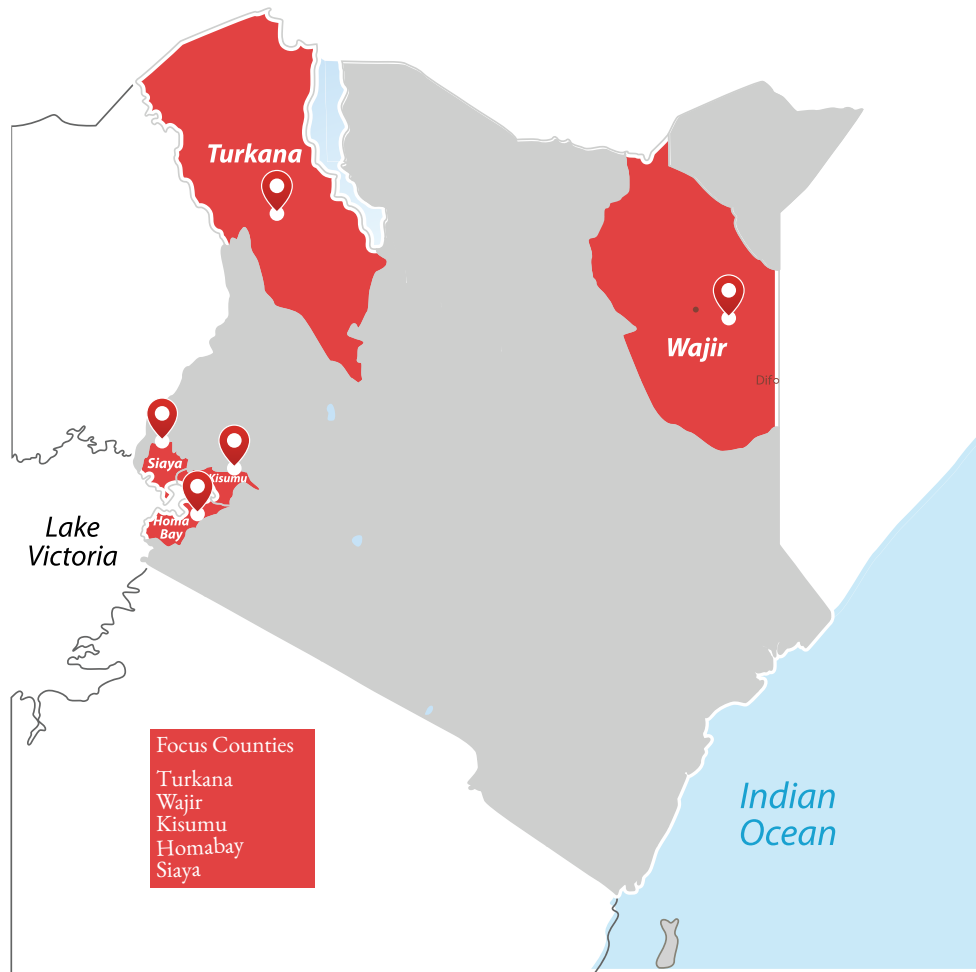 Turkana
Wajir
Difo
Siaya
Kisumu
Homa
Bay
Lake
Victoria
Focus Counties
Turkana
Wajir
Kisumu
Homabay
Siaya
Indian
Ocean